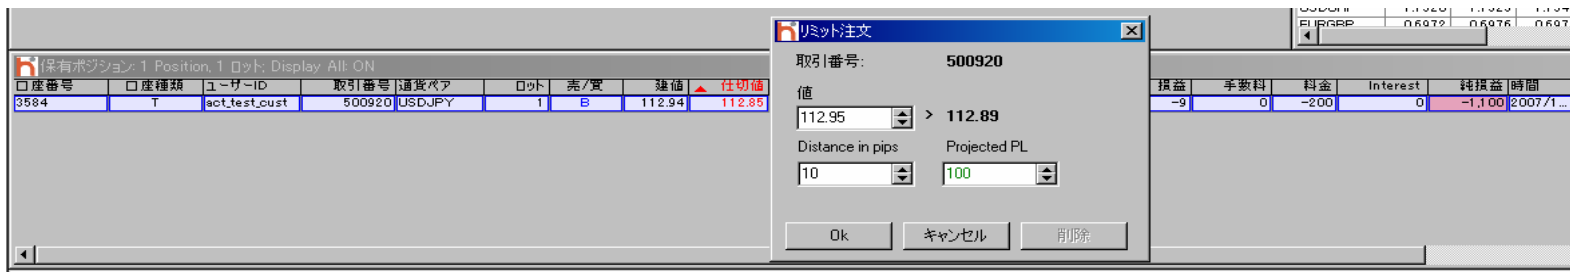 EURGBP 0.6972 0.6976 0.697
保有ポジション: 1 Position, 1 ロット; Display All: ON
口座番号 口座種類 ユーザーID 取引番号 通貨ペア ロット 売/買 建値 仕切値 損益 手数料 料金 Interest 純損益 時間
3584 T act_test_cust 500920 USDJPY 1 B 112.94 112.85 -9 0 -200 0 -1,100 2007/1...
リミット注文
取引番号: 500920
値
112.95 > 112.89
Distance in pips Projected PL
10 100
Ok キャンセル 削除